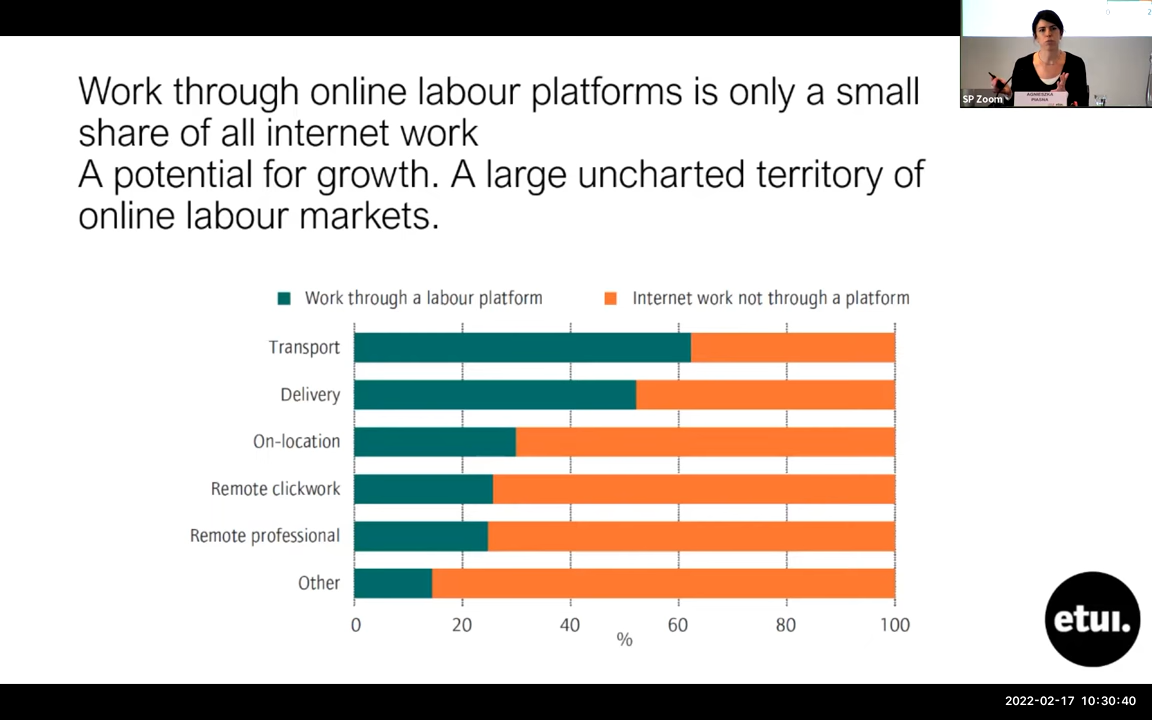 Work through online labour platforms is only a small
share of all internet work
A potential for growth. A large uncharted territory of
online labour markets.
Work through a labour platform
Internet work not through a platform
Transport
Delivery
On-location
Remote clickwork
Remote professional
Other
0 20 40 60 80 100
%
etui.
SP Zoom
AGNIESZKA
PIASNA
0 2
2022-02-17 10:30:40